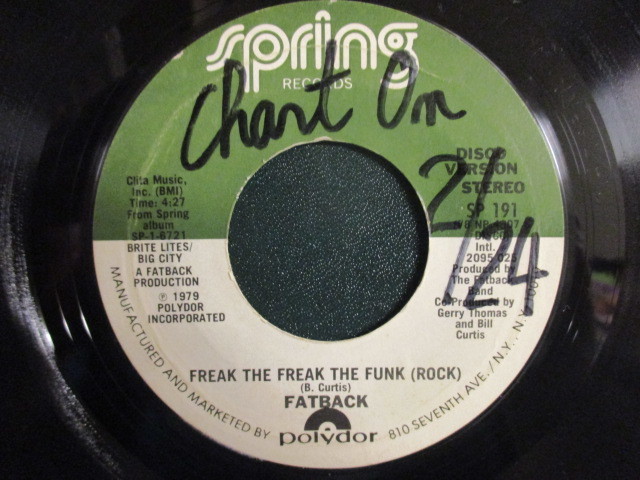 spring
RECORDS
Chart On
2/24
Clita Music,
Inc. (BMI)
Time: 4:27
From Spring
album
SP-1-6721
BRITE LITES/
BIG CITY
A FATBACK
PRODUCTION
℗ 1979
POLYDOR
INCORPORATED
DISCO
VERSION
STEREO
SP 191
Intl.
2095 025
Produced by
The Fatback
Band
Co-Produced by
Gerry Thomas
and Bill
Curtis
FREAK THE FREAK THE FUNK (ROCK)
(B. Curtis)
FATBACK
MANUFACTURED AND MARKETED BY polydor 810 SEVENTH AVE./N.Y., N.Y.